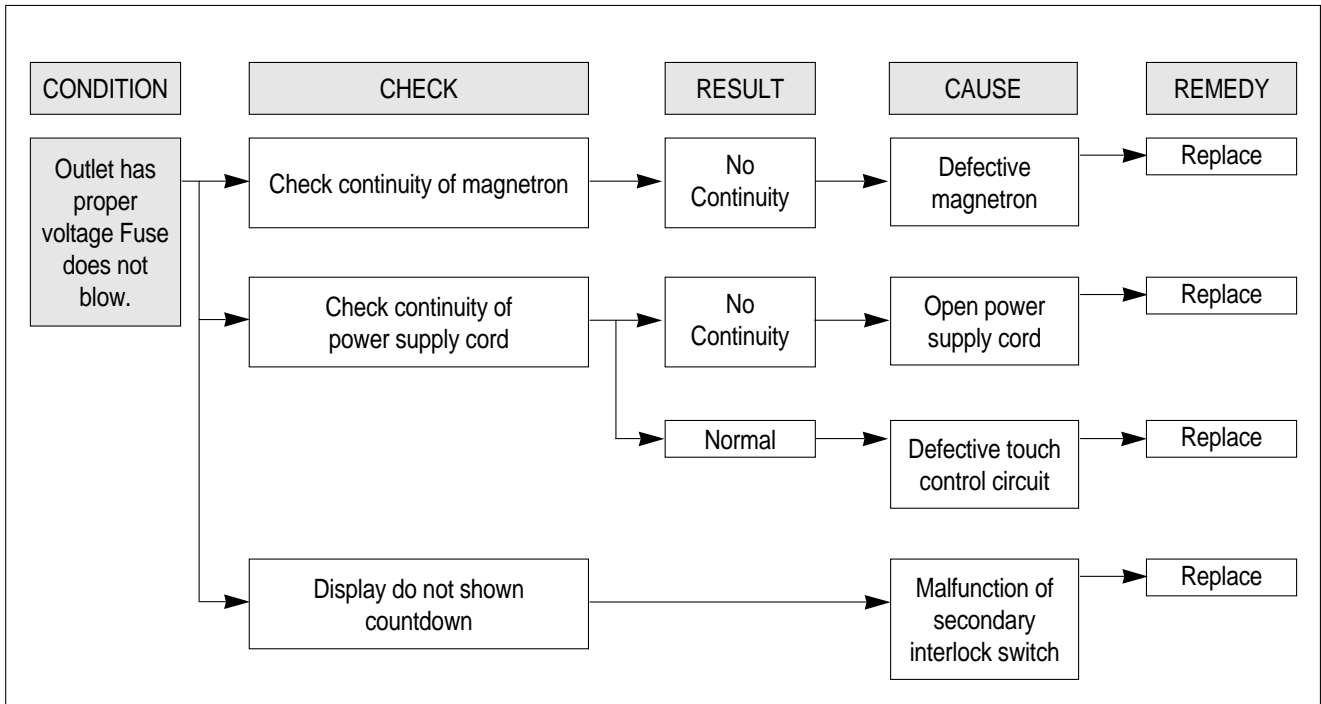 CONDITION
CHECK
RESULT
CAUSE
REMEDY
Outlet has
proper
voltage Fuse
does not
blow.
Check continuity of magnetron
No
Continuity
Defective
magnetron
Replace
Check continuity of
power supply cord
No
Continuity
Open power
supply cord
Replace
Normal
Defective touch
control circuit
Replace
Display do not shown
countdown
Malfunction of
secondary
interlock switch
Replace